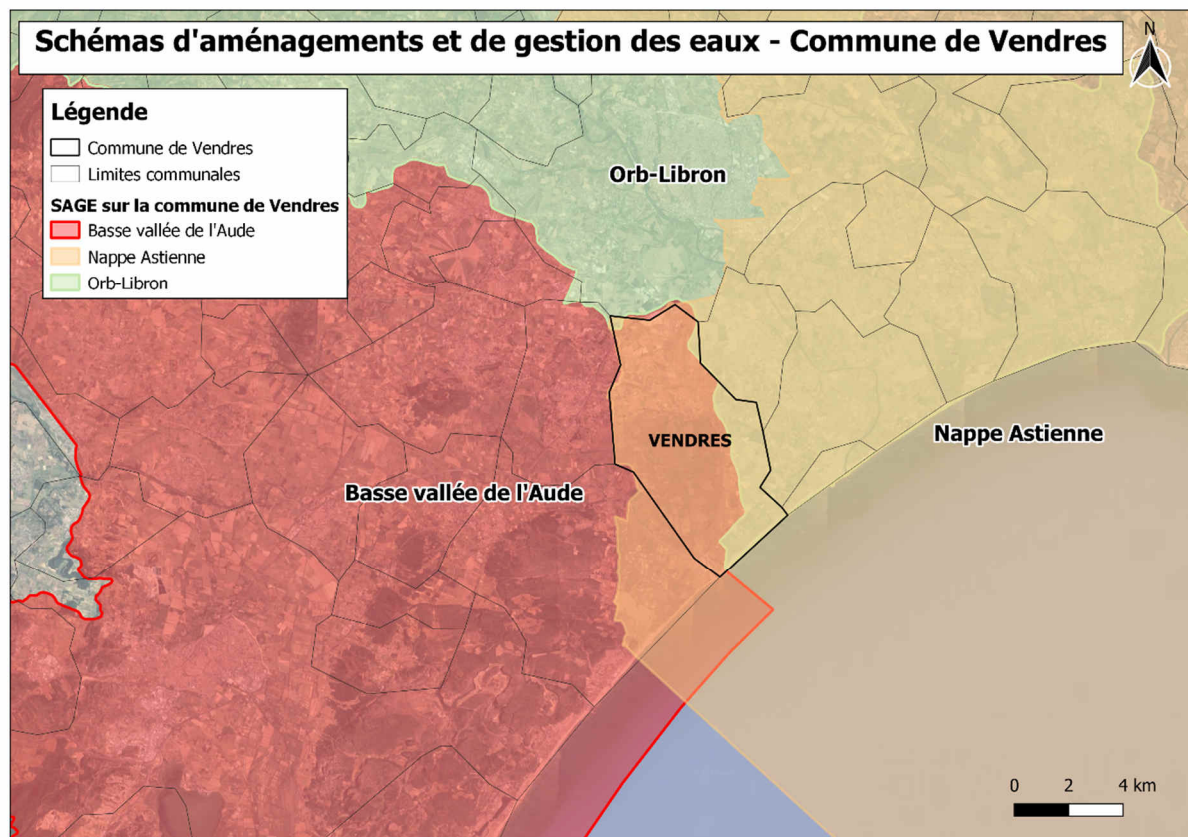 Schémas d'aménagements et de gestion des eaux - Commune de Vendres
N
Légende
Commune de Vendres
Limites communales
SAGE sur la commune de Vendres
Basse vallée de l'Aude
Nappe Astienne
Orb-Libron
Orb-Libron
VENDRES
Nappe Astienne
Basse vallée de l'Aude
0 2 4 km